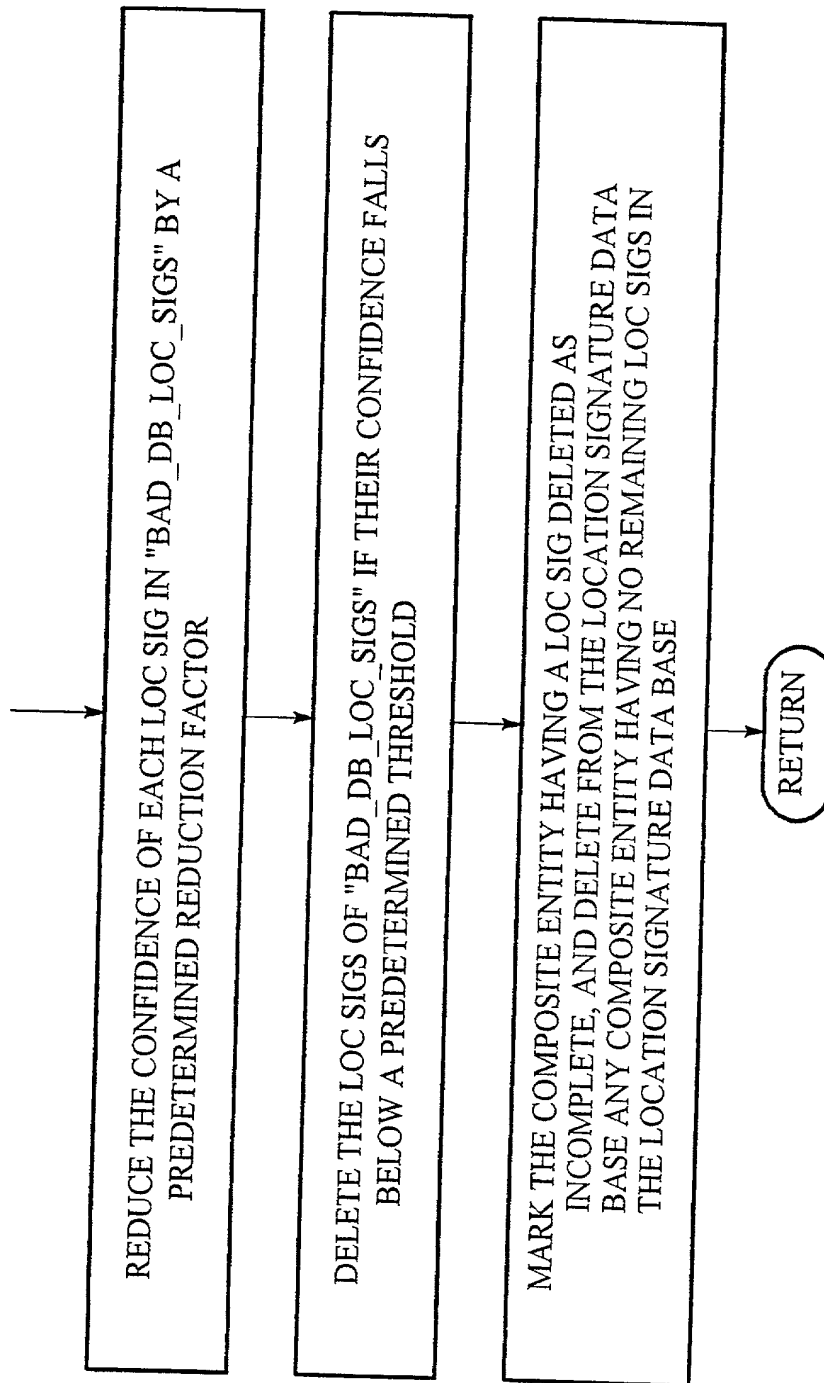 REDUCE THE CONFIDENCE OF EACH LOC SIG IN "BAD_DB_LOC_SIGS" BY A
PREDETERMINED REDUCTION FACTOR
DELETE THE LOC SIGS OF "BAD_DB_LOC_SIGS" IF THEIR CONFIDENCE FALLS
BELOW A PREDETERMINED THRESHOLD
MARK THE COMPOSITE ENTITY HAVING A LOC SIG DELETED AS
INCOMPLETE, AND DELETE FROM THE LOCATION SIGNATURE DATA
BASE ANY COMPOSITE ENTITY HAVING NO REMAINING LOC SIGS IN
THE LOCATION SIGNATURE DATA BASE
RETURN